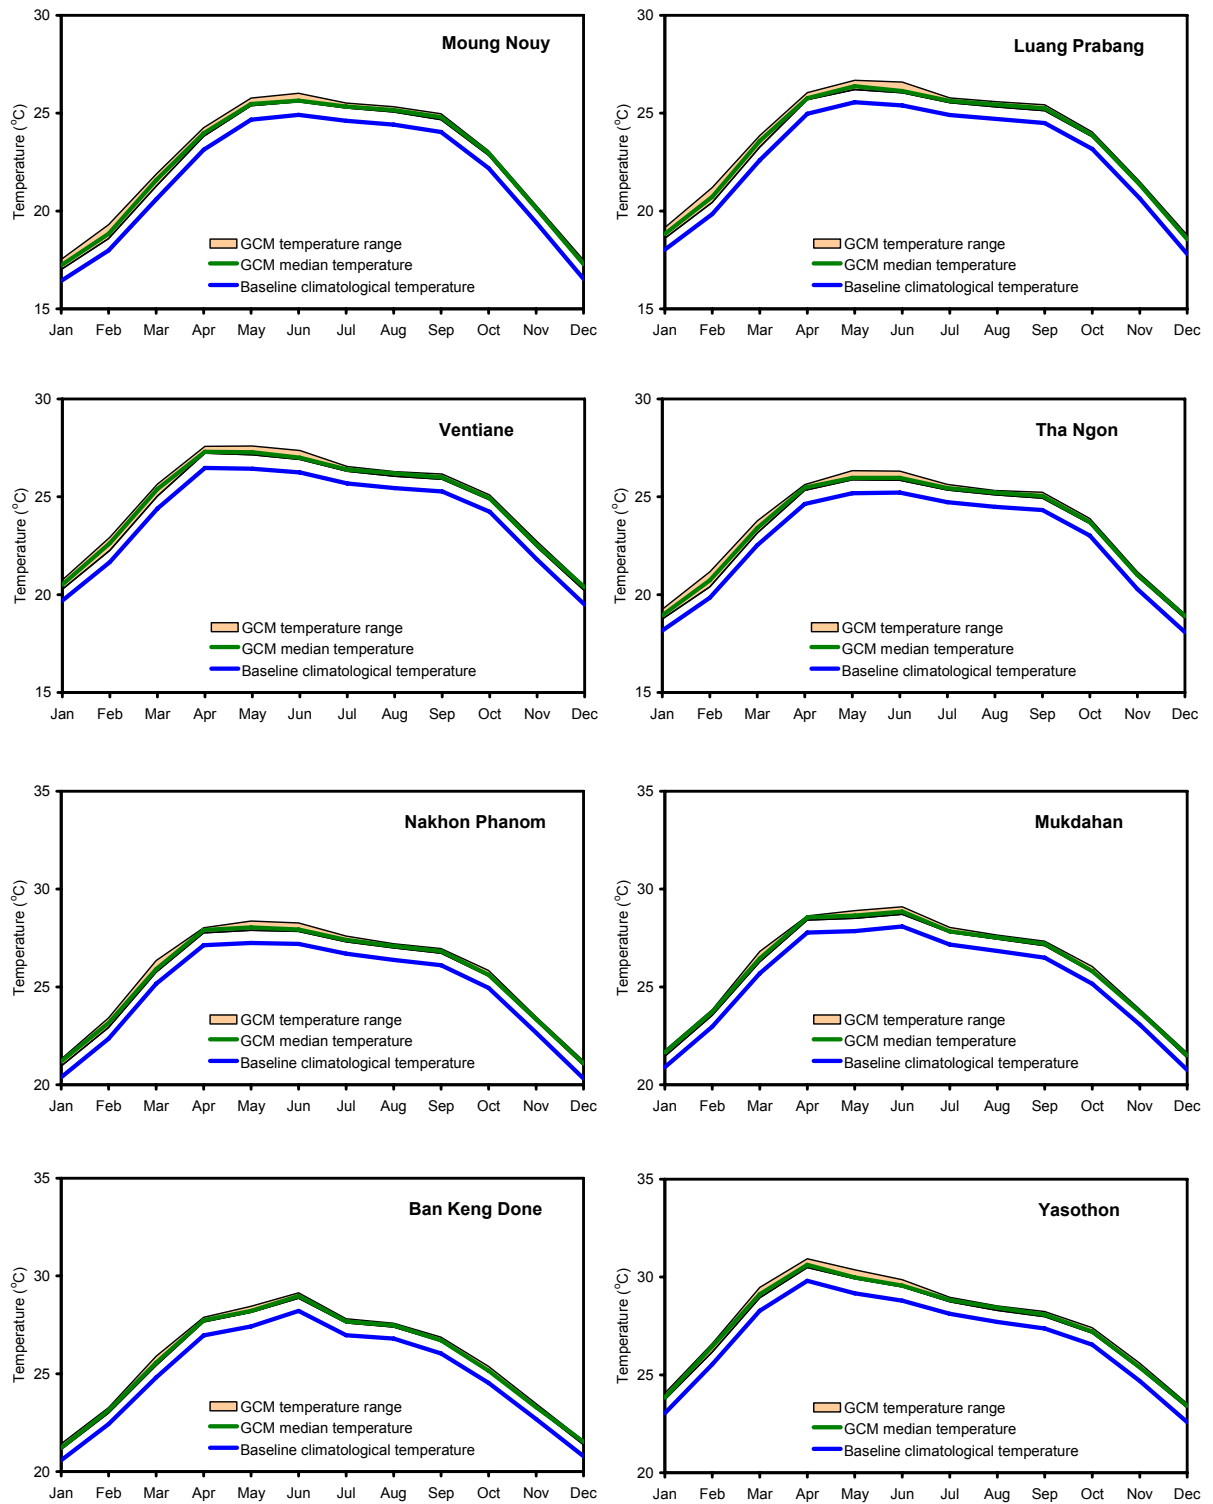 Moung Nouy
Temperature (°C)
30
25
20
15
GCM temperature range
GCM median temperature
Baseline climatological temperature
Jan Feb Mar Apr May Jun Jul Aug Sep Oct Nov Dec
Luang Prabang
Temperature (°C)
30
25
20
15
GCM temperature range
GCM median temperature
Baseline climatological temperature
Jan Feb Mar Apr May Jun Jul Aug Sep Oct Nov Dec
Ventiane
Temperature (°C)
30
25
20
15
GCM temperature range
GCM median temperature
Baseline climatological temperature
Jan Feb Mar Apr May Jun Jul Aug Sep Oct Nov Dec
Tha Ngon
Temperature (°C)
30
25
20
15
GCM temperature range
GCM median temperature
Baseline climatological temperature
Jan Feb Mar Apr May Jun Jul Aug Sep Oct Nov Dec
Nakhon Phanom
Temperature (°C)
35
30
25
20
GCM temperature range
GCM median temperature
Baseline climatological temperature
Jan Feb Mar Apr May Jun Jul Aug Sep Oct Nov Dec
Mukdahan
Temperature (°C)
35
30
25
20
GCM temperature range
GCM median temperature
Baseline climatological temperature
Jan Feb Mar Apr May Jun Jul Aug Sep Oct Nov Dec
Ban Keng Done
Temperature (°C)
35
30
25
20
GCM temperature range
GCM median temperature
Baseline climatological temperature
Jan Feb Mar Apr May Jun Jul Aug Sep Oct Nov Dec
Yasothon
Temperature (°C)
35
30
25
20
GCM temperature range
GCM median temperature
Baseline climatological temperature
Jan Feb Mar Apr May Jun Jul Aug Sep Oct Nov Dec